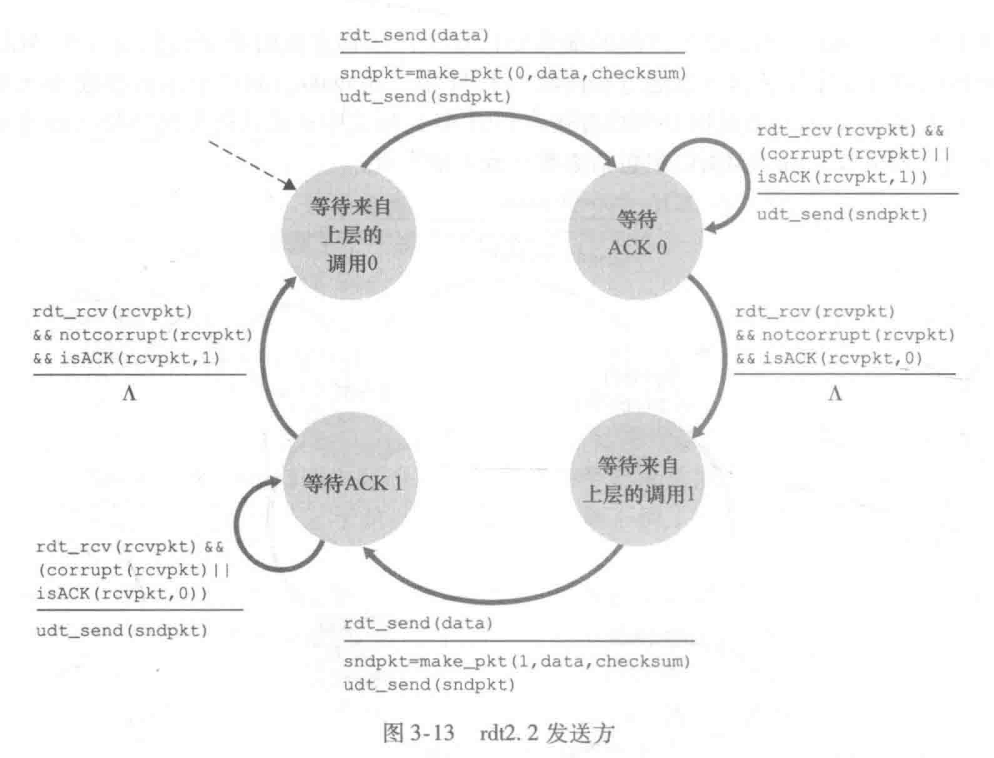 rdt_send(data)
sndpkt=make_pkt(0,data,checksum)
udt_send(sndpkt)
rdt_rcv(rcvpkt) &&
(corrupt(rcvpkt)||
isACK(rcvpkt,1))
udt_send(sndpkt)
等待来自
上层的
调用0
等待
ACK 0
rdt_rcv(rcvpkt)
&& notcorrupt(rcvpkt)
&& isACK(rcvpkt,1)
Λ
rdt_rcv(rcvpkt)
&& notcorrupt(rcvpkt)
&& isACK(rcvpkt,0)
Λ
等待ACK 1
等待来自
上层的调用1
rdt_rcv(rcvpkt) &&
(corrupt(rcvpkt)||
isACK(rcvpkt,0))
udt_send(sndpkt)
rdt_send(data)
sndpkt=make_pkt(1,data,checksum)
udt_send(sndpkt)
图 3-13 rdt2. 2 发送方